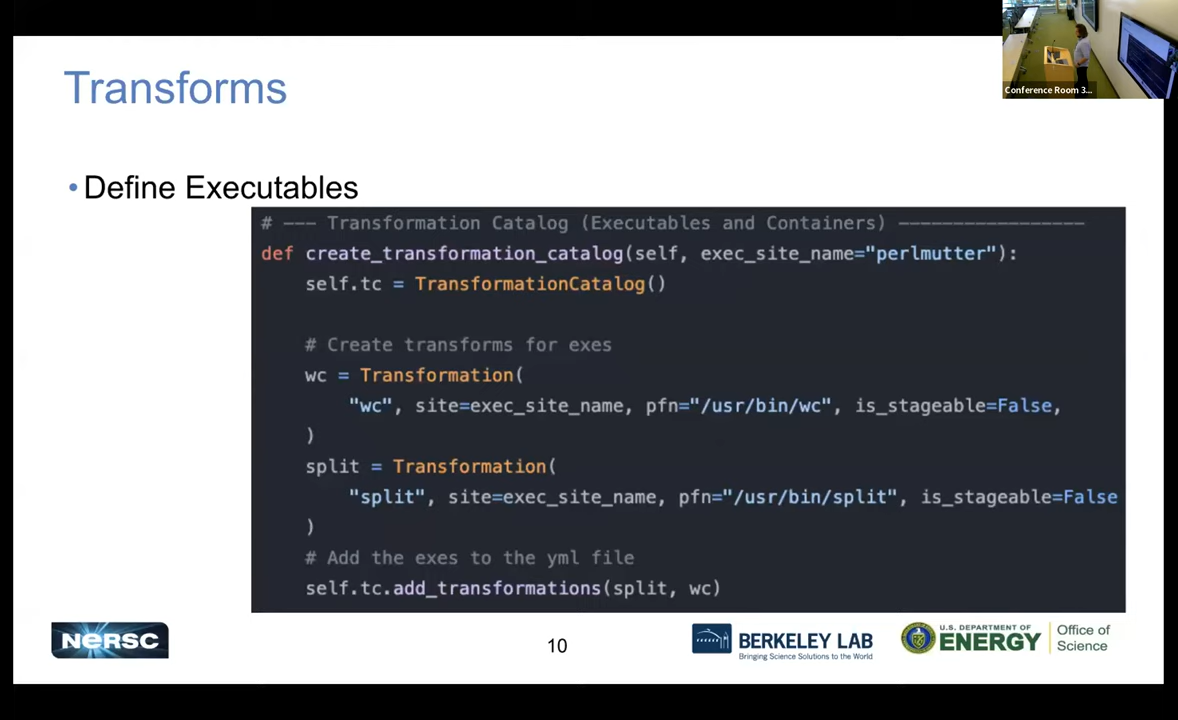 Conference Room 3...
Transforms
• Define Executables
# ——— Transformation Catalog (Executables and Containers) —————————————————
def create_transformation_catalog(self, exec_site_name="perlmutter"):
    self.tc = TransformationCatalog()
    # Create transforms for exes
    wc = Transformation(
        "wc", site=exec_site_name, pfn="/usr/bin/wc", is_stageable=False,
    )
    split = Transformation(
        "split", site=exec_site_name, pfn="/usr/bin/split", is_stageable=False
    )
    # Add the exes to the yml file
    self.tc.add_transformations(split, wc)
NERSC
10
BERKELEY LAB
Bringing Science Solutions to the World
U.S. DEPARTMENT OF
ENERGY
Office of
Science